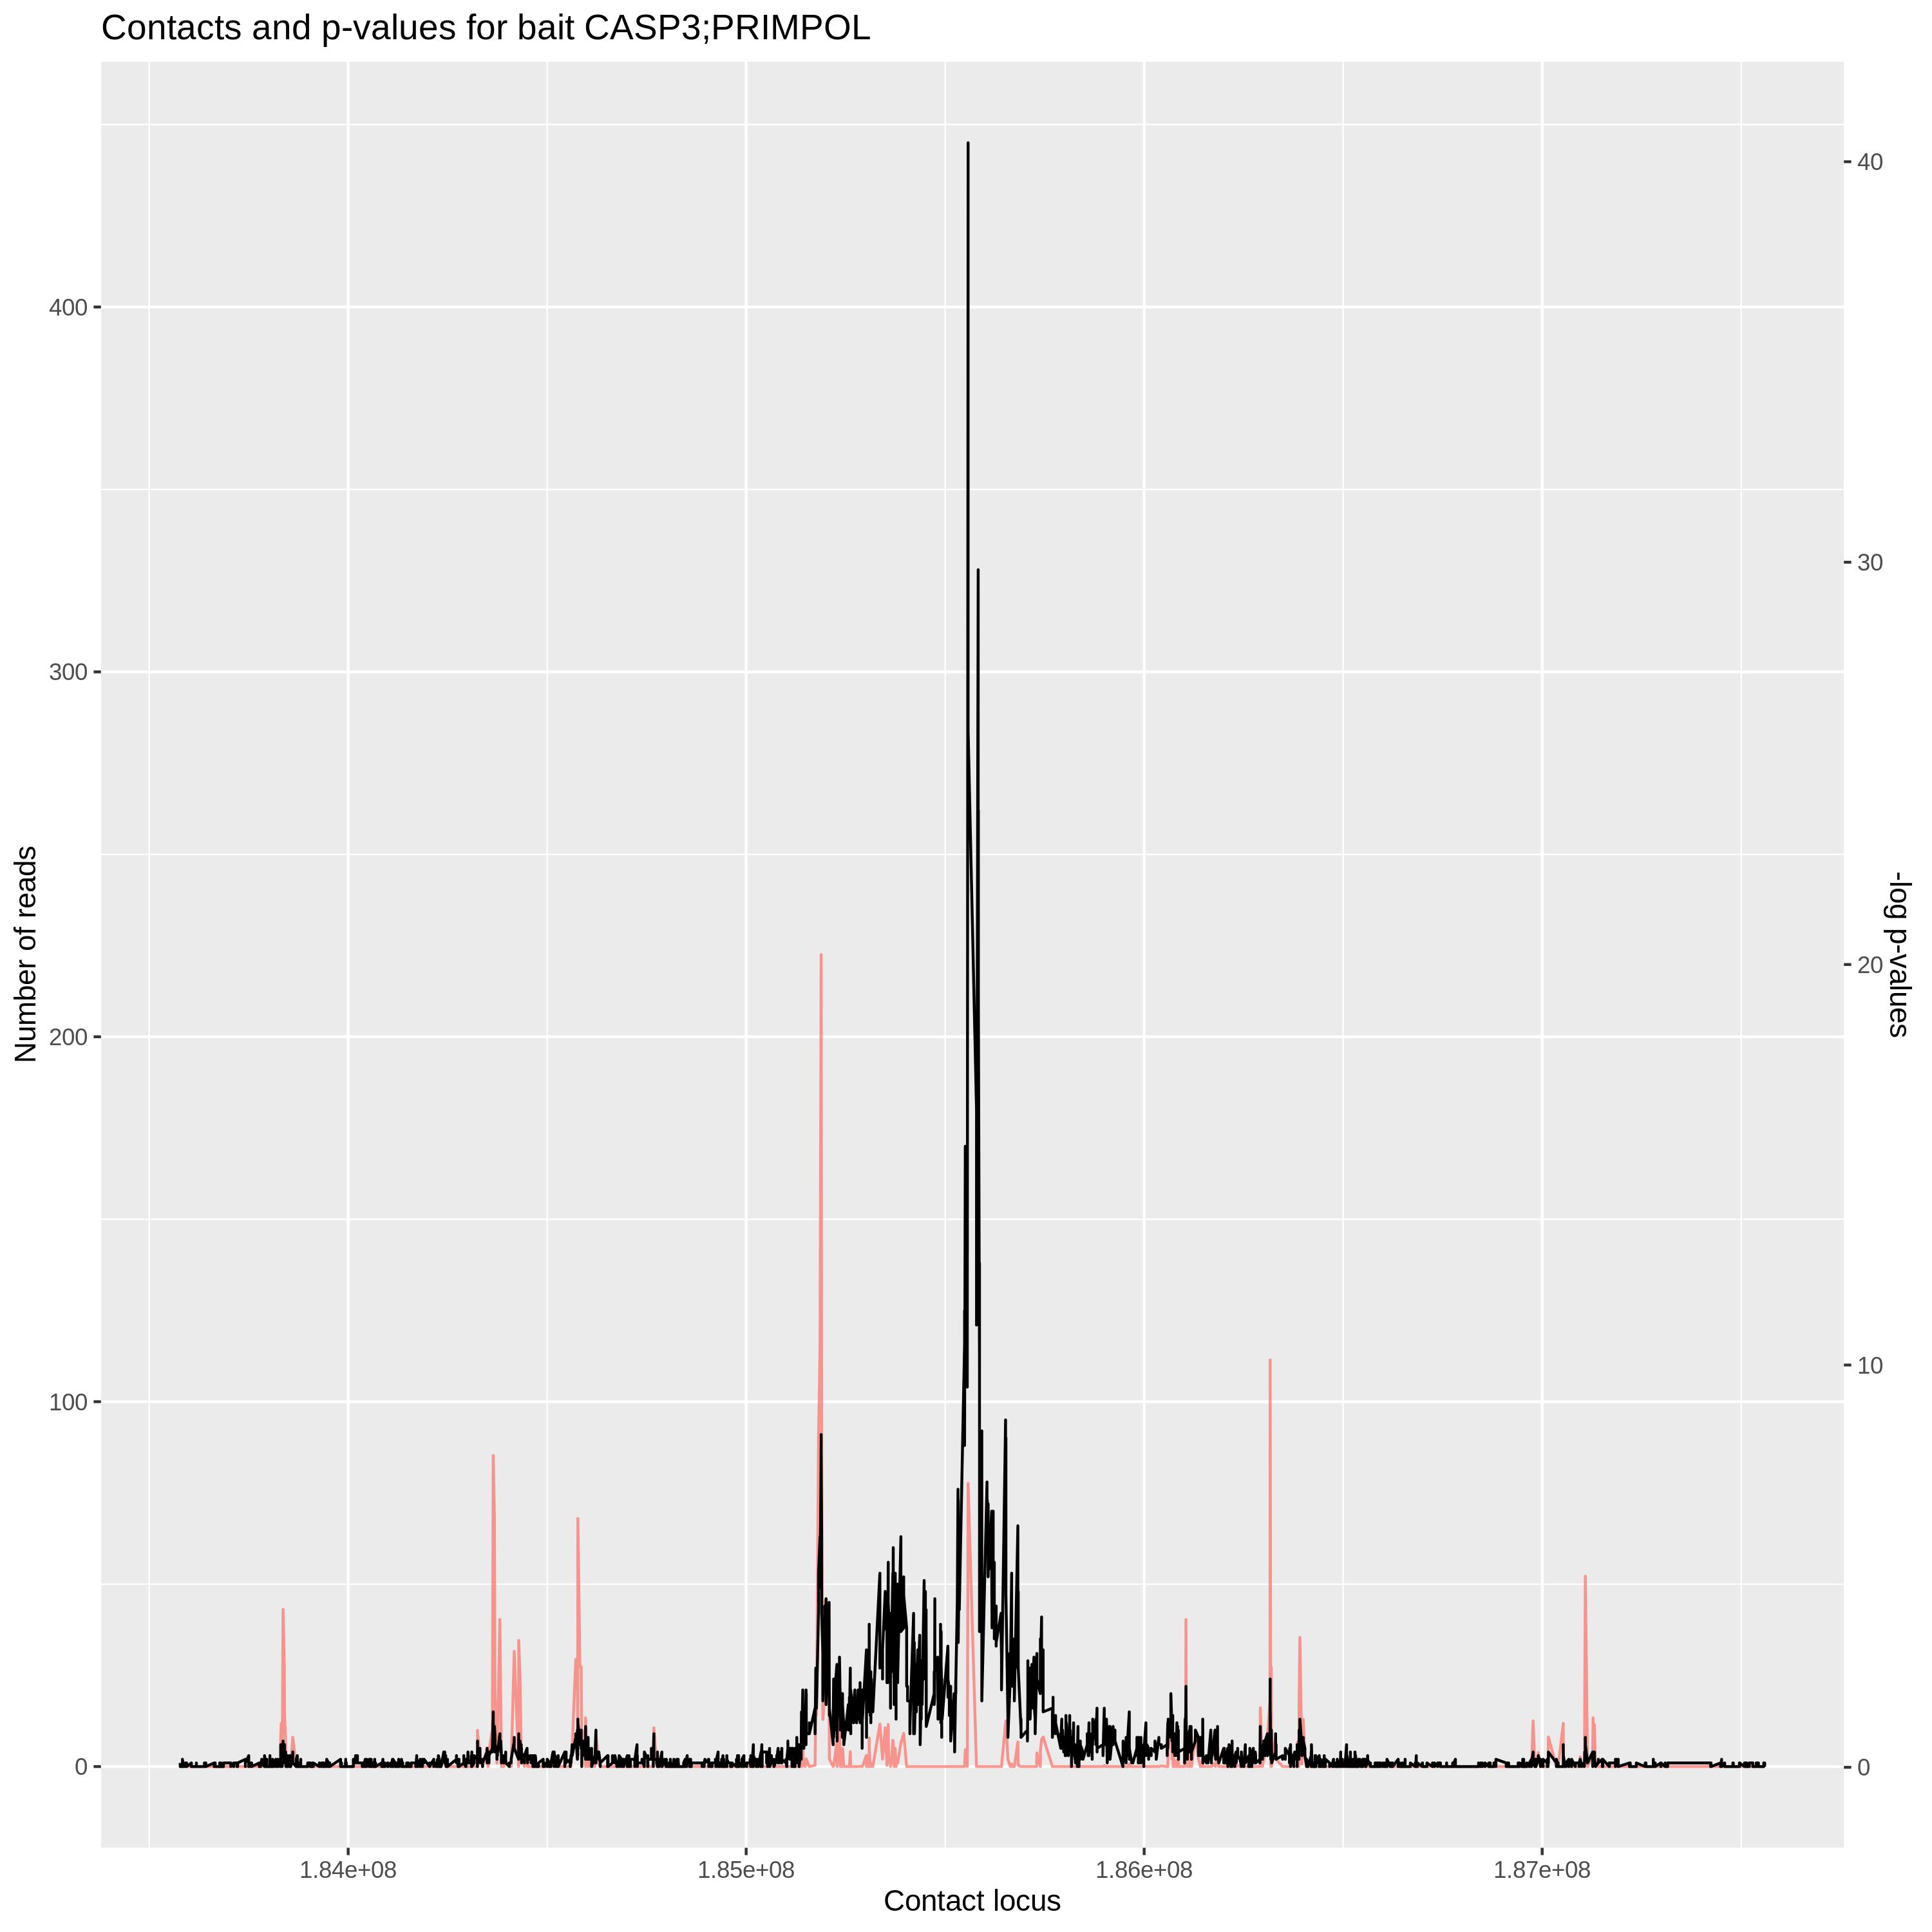 Contacts and p-values for bait CASP3;PRIMPOL
Number of reads
400
300
200
100
0
40
30
20
10
0
-log p-values
1.84e+08 1.85e+08 1.86e+08 1.87e+08
Contact locus